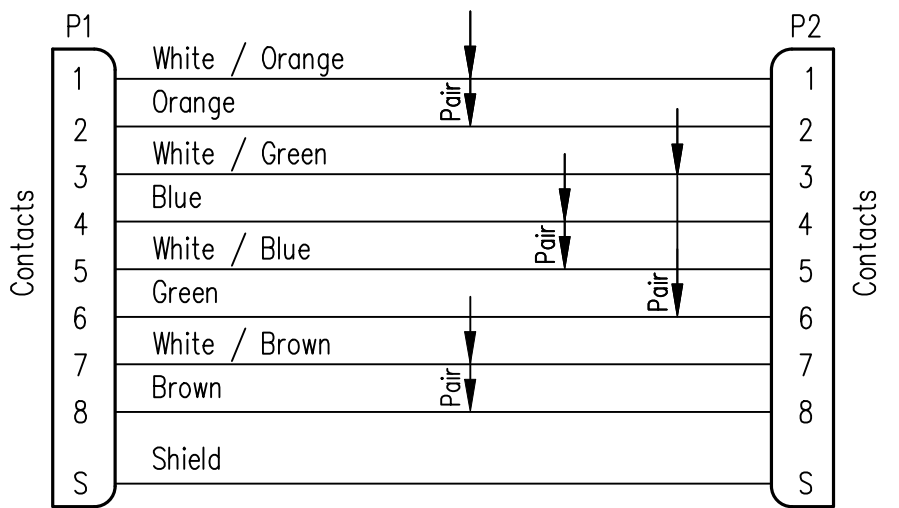 P1
P2
White / Orange
1
1
Orange
Pair
2
2
White / Green
3
3
Blue
4
4
Contacts
Contacts
White / Blue
Pair
5
5
Green
Pair
6
6
White / Brown
7
7
Brown
Pair
8
8
Shield
S
S